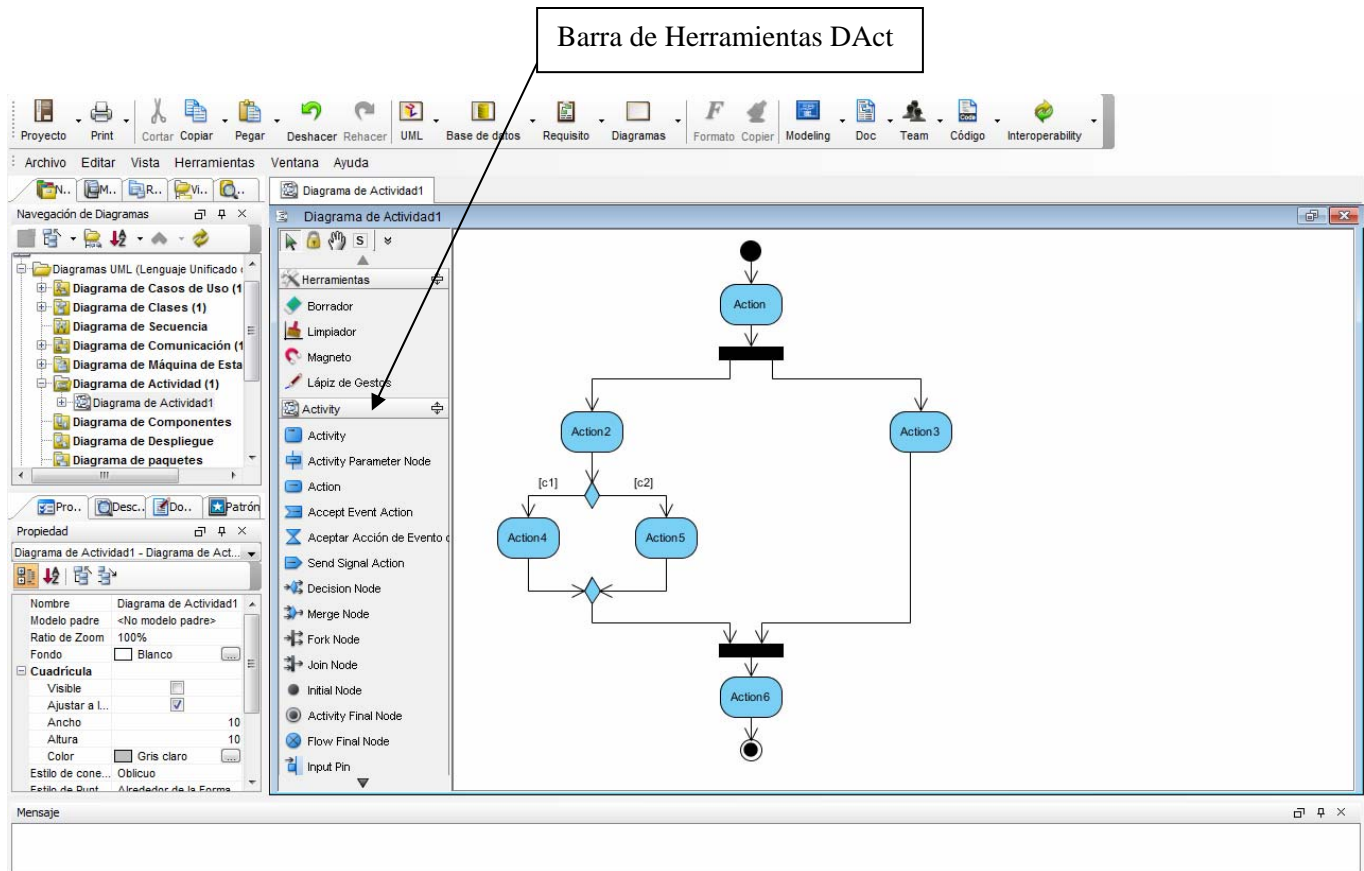 Barra de Herramientas DAct
Proyecto Print Cortar Copiar Pegar Deshacer Rehacer UML Base de datos Requisito Diagramas Formato Copier Modeling Doc Team Código Interoperability
Archivo Editar Vista Herramientas Ventana Ayuda
N.. M.. R.. Vi.. Q..
Diagrama de Actividad1
Navegación de Diagramas
Diagrama de Actividad1
S
Diagramas UML (Lenguaje Unificado
Diagrama de Casos de Uso (1
Diagrama de Clases (1)
Diagrama de Secuencia
Diagrama de Comunicación (1
Diagrama de Máquina de Esta
Diagrama de Actividad (1)
Diagrama de Actividad1
Diagrama de Componentes
Diagrama de Despliegue
Diagrama de paquetes
Pro.. Desc.. Do.. Patrón
Propiedad
Diagrama de Actividad1 - Diagrama de Act...
Nombre Diagrama de Actividad1
Modelo padre <No modelo padre>
Ratio de Zoom 100%
Fondo Blanco ...
Cuadrícula
Visible
Ajustar a l...
Ancho 10
Altura 10
Color Gris claro ...
Estilo de cone... Oblicuo
Estilo de Punt Alrededor de la Forma
Herramientas
Borrador
Limpiador
Magneto
Lápiz de Gestos
Activity
Activity
Activity Parameter Node
Action
Accept Event Action
Aceptar Acción de Evento
Send Signal Action
Decision Node
Merge Node
Fork Node
Join Node
Initial Node
Activity Final Node
Flow Final Node
Input Pin
Action
Action2
Action3
[c1] [c2]
Action4 Action5
Action6
Mensaje